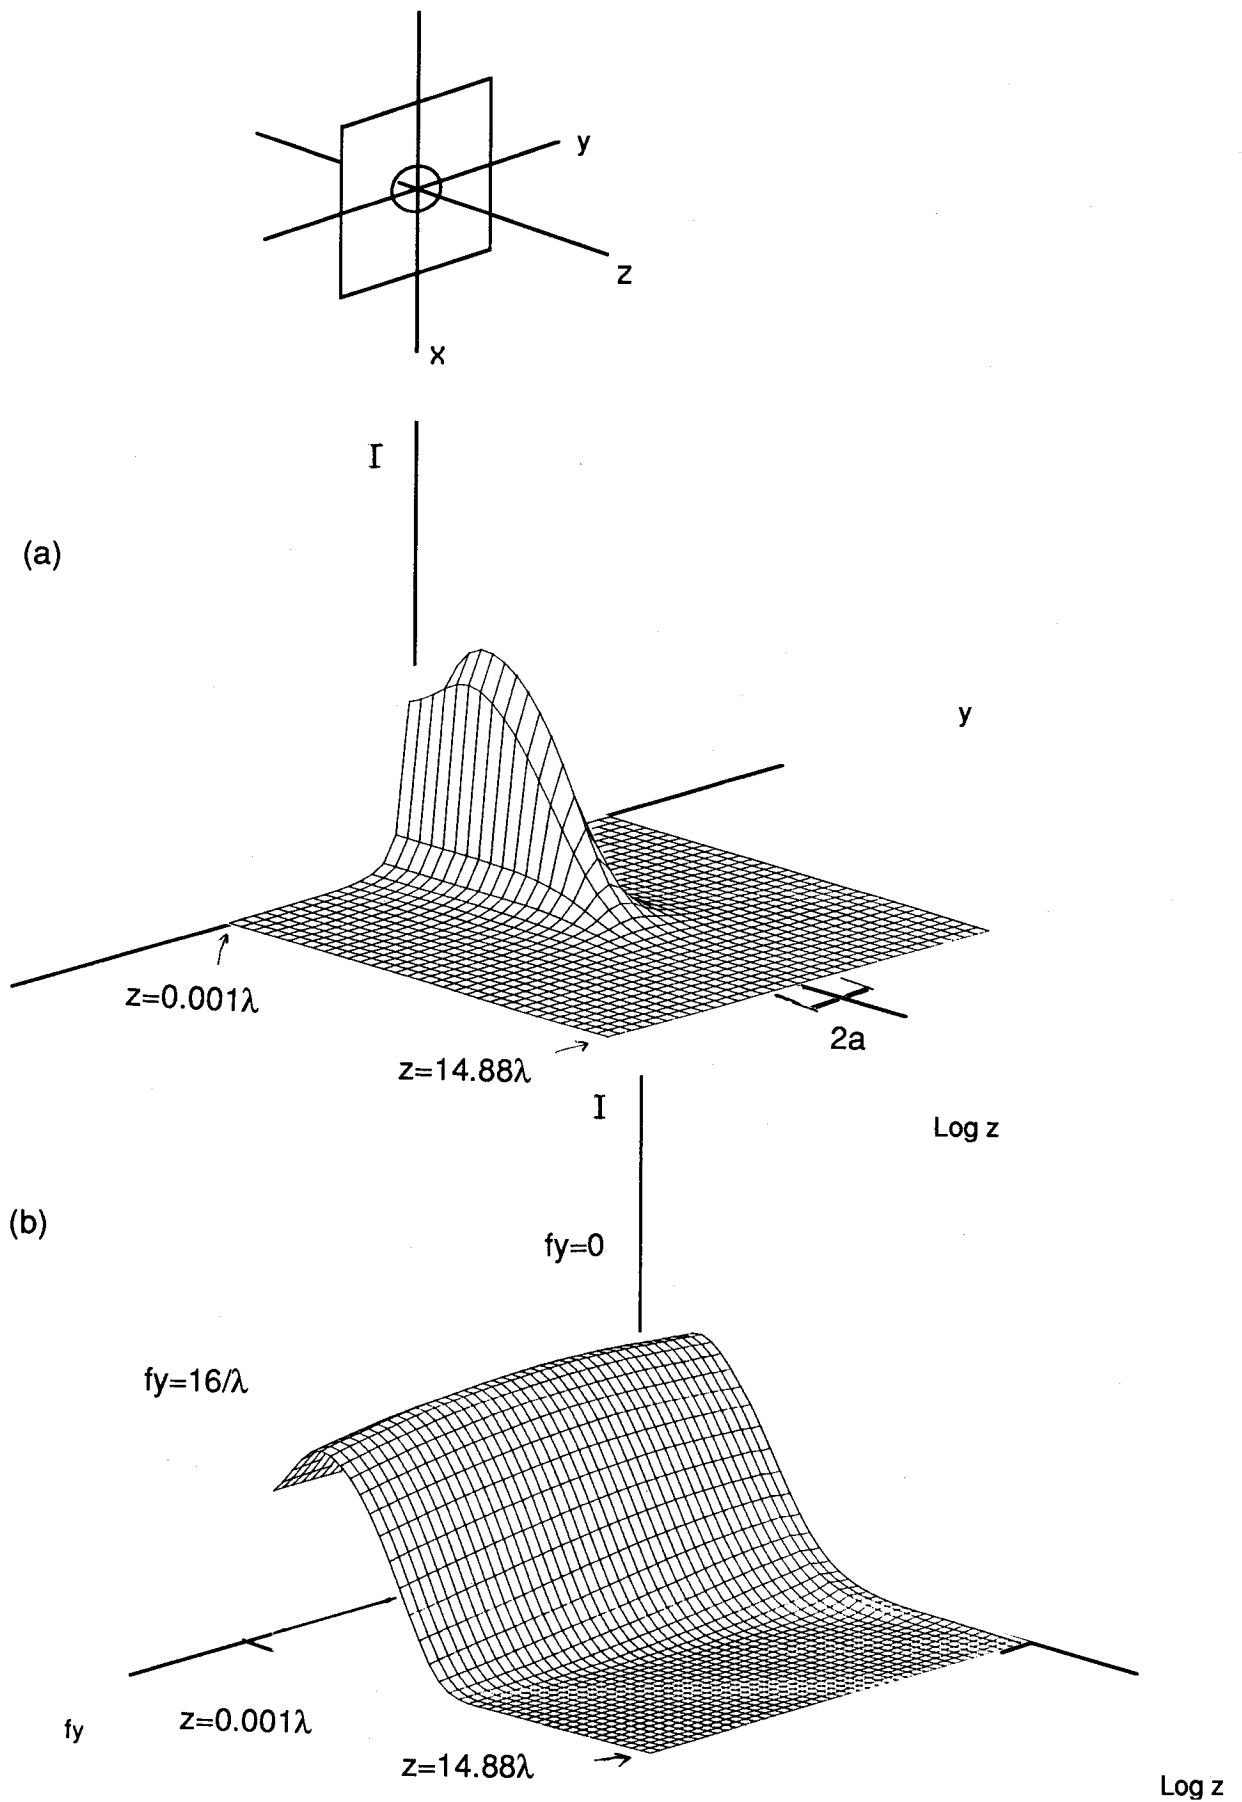 y
z
x
I
(a)
y
z=0.001λ
2a
z=14.88λ
I
Log z
(b)
fy=0
fy=16/λ
fy
z=0.001λ
z=14.88λ
Log z